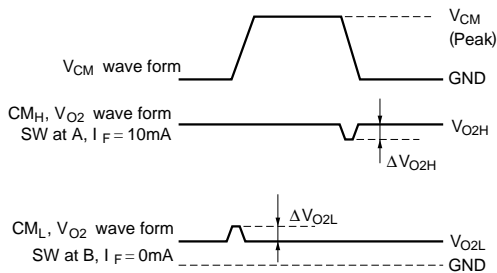 V_CM
(Peak)
V_CM wave form
GND
CM_H, V_O2 wave form
SW at A, I_F = 10mA
V_O2H
ΔV_O2H
CM_L, V_O2 wave form
ΔV_O2L
SW at B, I_F = 0mA
V_O2L
GND